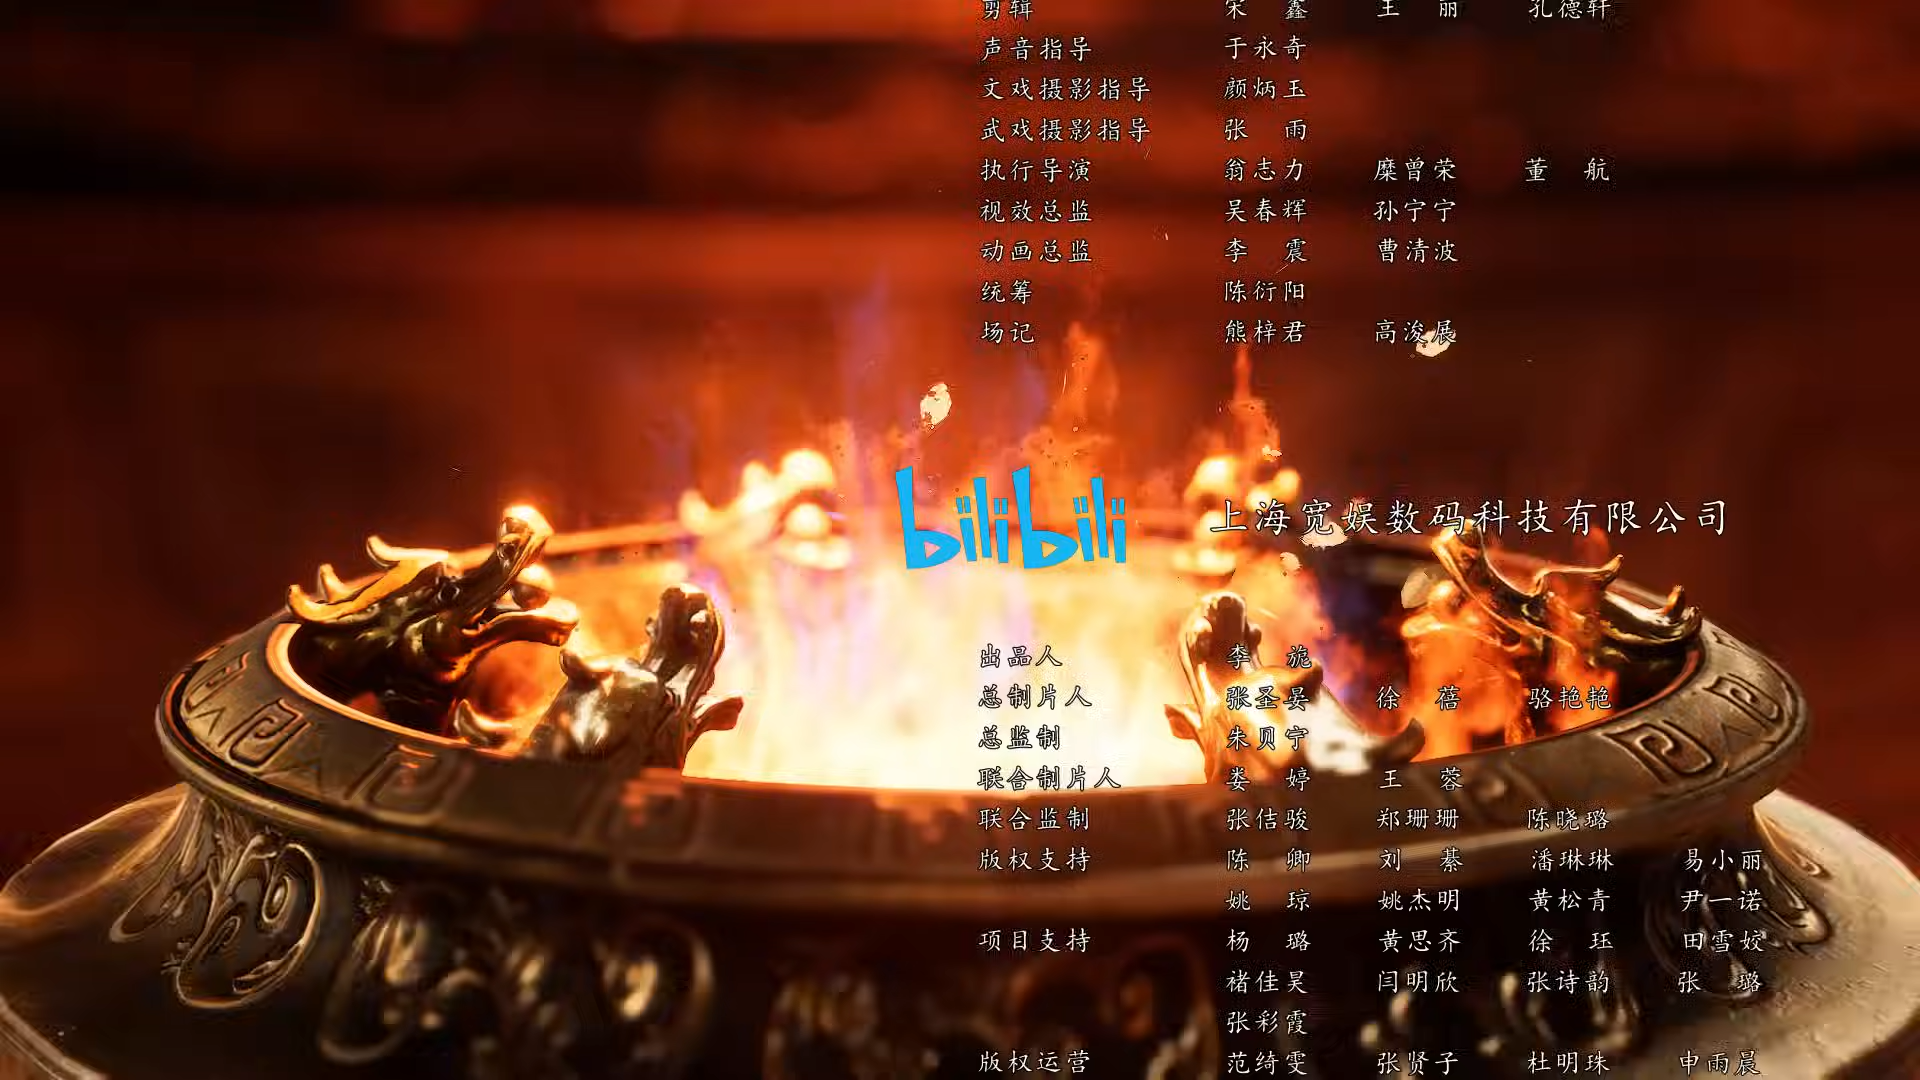 剪辑 宋鑫 王丽 孔德轩
声音指导 于永奇
文戏摄影指导 颜炳玉
武戏摄影指导 张雨
执行导演 翁志力 糜曾荣 董航
视效总监 吴春辉 孙宁宁
动画总监 李震 曹清波
统筹 陈衍阳
场记 熊梓君 高浚展
bilibili 上海宽娱数码科技有限公司
出品人 李旎
总制片人 张圣晏 徐蓓 骆艳艳
总监制 朱贝宁
联合制片人 娄婷 王蓉
联合监制 张佶骏 郑珊珊 陈晓璐
版权支持 陈卿 刘綦 潘琳琳 易小丽
姚琼 姚杰明 黄松青 尹一诺
项目支持 杨璐 黄思齐 徐珏 田雪姣
褚佳昊 闫明欣 张诗韵 张璐
张彩霞
版权运营 范绮雯 张贤子 杜明珠 申雨晨